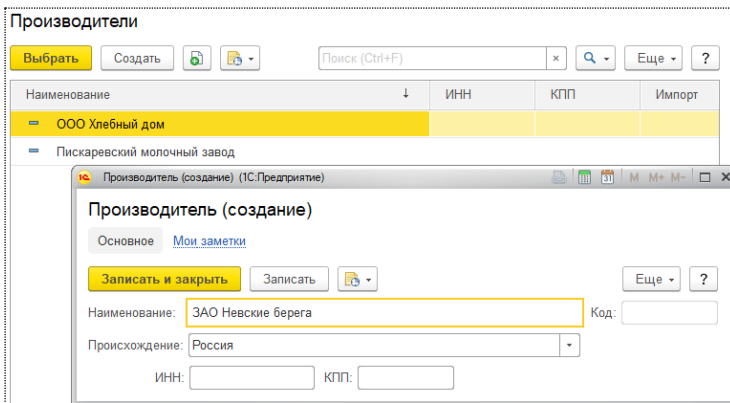 Производители
Выбрать Создать Поиск (Ctrl+F) × Еще ?
Наименование ↓ ИНН КПП Импорт
ООО Хлебный дом
Пискаревский молочный завод
1С Производитель (создание) (1С:Предприятие) 31 M M+ M-
Производитель (создание)
Основное Мои заметки
Записать и закрыть Записать Еще ?
Наименование: ЗАО Невские берега Код:
Происхождение: Россия
ИНН: КПП: